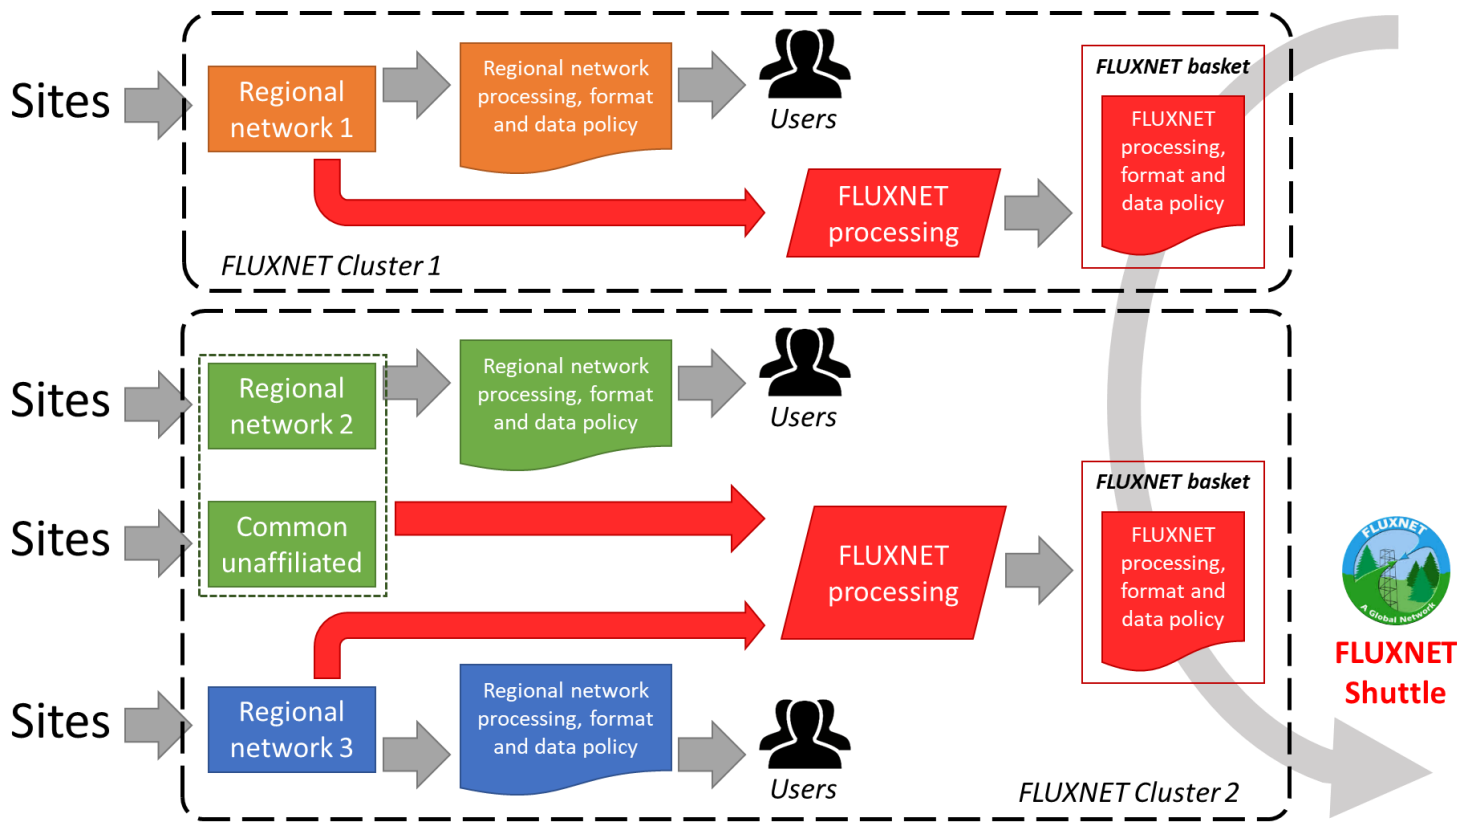 Sites
Regional
network 1
Regional network
processing, format
and data policy
Users
FLUXNET basket
FLUXNET
processing,
format and
data policy
FLUXNET
processing
FLUXNET Cluster 1
Sites
Regional
network 2
Regional network
processing, format
and data policy
Users
Sites
Common
unaffiliated
FLUXNET
processing
FLUXNET basket
FLUXNET
processing,
format and
data policy
FLUXNET
A Global Network
FLUXNET
Shuttle
Sites
Regional
network 3
Regional network
processing, format
and data policy
Users
FLUXNET Cluster 2